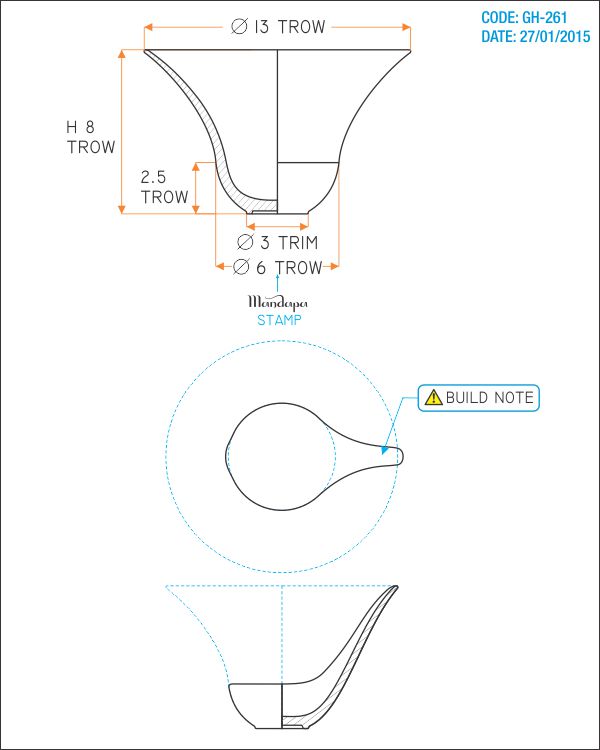 CODE: GH-261
DATE: 27/01/2015
Ø 13 TROW
H 8
TROW
2.5
TROW
Ø 3 TRIM
Ø 6 TROW
Mandapa
STAMP
BUILD NOTE